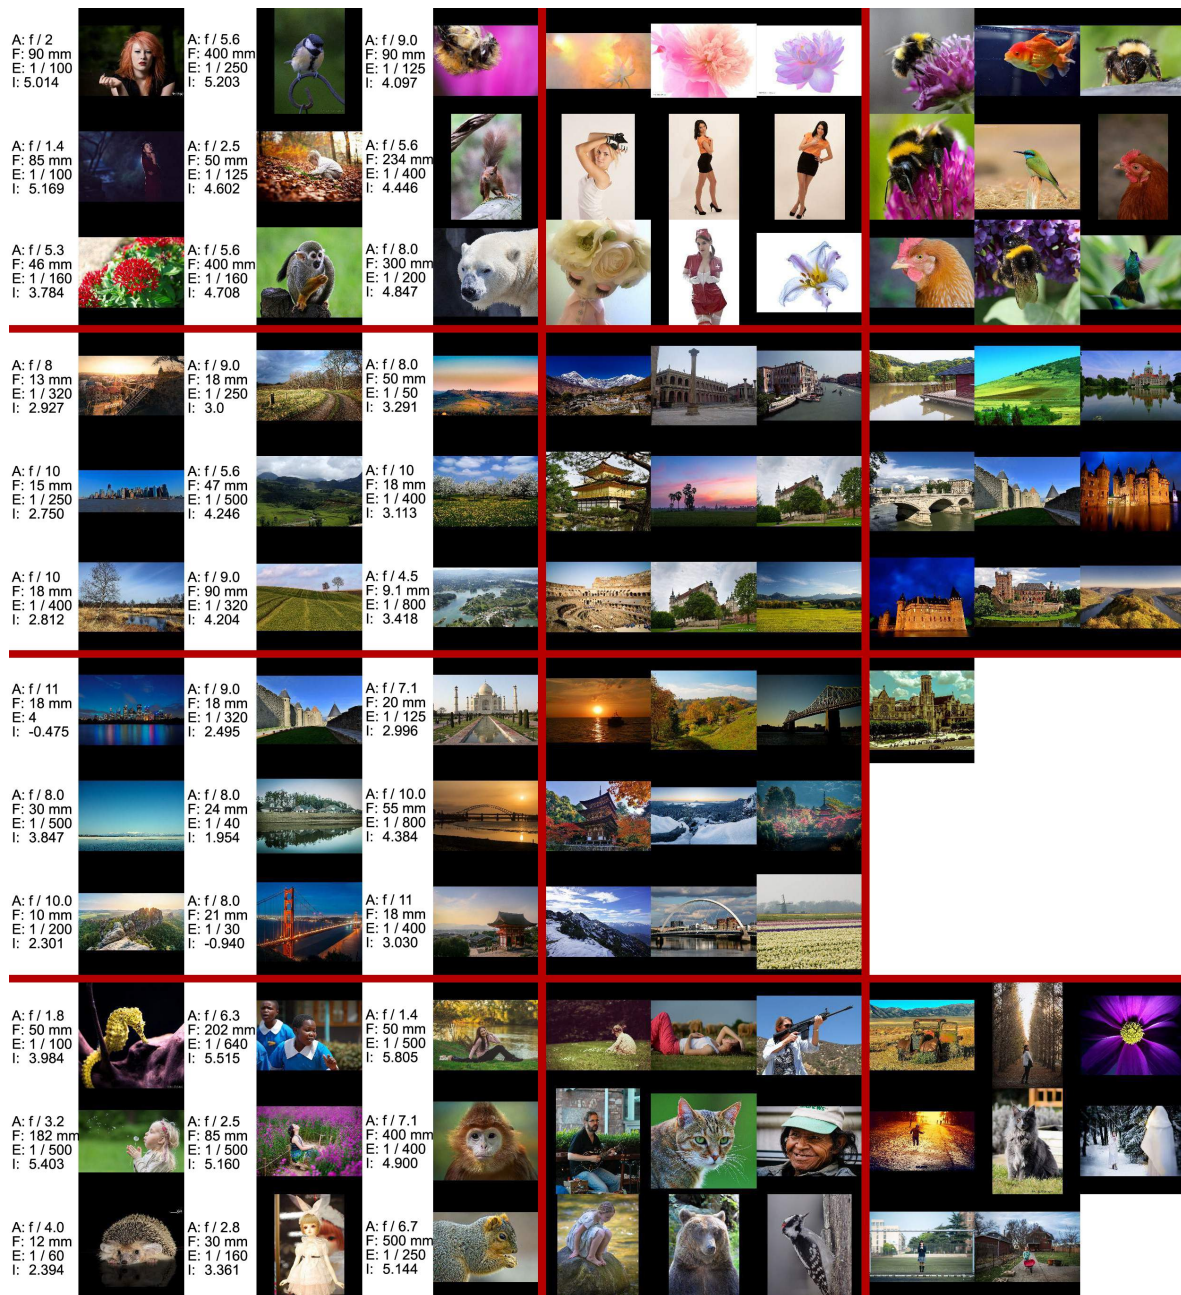 A: f / 2
F: 90 mm
E: 1 / 100
I: 5.014
A: f / 5.6
F: 400 mm
E: 1 / 250
I: 5.203
A: f / 9.0
F: 90 mm
E: 1 / 125
I: 4.097
A: f / 1.4
F: 85 mm
E: 1 / 100
I: 5.169
A: f / 2.5
F: 50 mm
E: 1 / 125
I: 4.602
A: f / 5.6
F: 234 mm
E: 1 / 400
I: 4.446
A: f / 5.3
F: 46 mm
E: 1 / 160
I: 3.784
A: f / 5.6
F: 400 mm
E: 1 / 160
I: 4.708
A: f / 8.0
F: 300 mm
E: 1 / 200
I: 4.847
A: f / 8
F: 13 mm
E: 1 / 320
I: 2.927
A: f / 9.0
F: 18 mm
E: 1 / 250
I: 3.0
A: f / 8.0
F: 50 mm
E: 1 / 50
I: 3.291
A: f / 10
F: 15 mm
E: 1 / 250
I: 2.750
A: f / 5.6
F: 47 mm
E: 1 / 500
I: 4.246
A: f / 10
F: 18 mm
E: 1 / 400
I: 3.113
A: f / 10
F: 18 mm
E: 1 / 400
I: 2.812
A: f / 9.0
F: 90 mm
E: 1 / 320
I: 4.204
A: f / 4.5
F: 9.1 mm
E: 1 / 800
I: 3.418
A: f / 11
F: 18 mm
E: 4
I: -0.475
A: f / 9.0
F: 18 mm
E: 1 / 320
I: 2.495
A: f / 7.1
F: 20 mm
E: 1 / 125
I: 2.996
A: f / 8.0
F: 30 mm
E: 1 / 500
I: 3.847
A: f / 8.0
F: 24 mm
E: 1 / 40
I: 1.954
A: f / 10.0
F: 55 mm
E: 1 / 800
I: 4.384
A: f / 10.0
F: 10 mm
E: 1 / 200
I: 2.301
A: f / 8.0
F: 21 mm
E: 1 / 30
I: -0.940
A: f / 11
F: 18 mm
E: 1 / 400
I: 3.030
A: f / 1.8
F: 50 mm
E: 1 / 100
I: 3.984
A: f / 6.3
F: 202 mm
E: 1 / 640
I: 5.515
A: f / 1.4
F: 50 mm
E: 1 / 500
I: 5.805
A: f / 3.2
F: 182 mm
E: 1 / 500
I: 5.403
A: f / 2.5
F: 85 mm
E: 1 / 500
I: 5.160
A: f / 7.1
F: 400 mm
E: 1 / 400
I: 4.900
A: f / 4.0
F: 12 mm
E: 1 / 60
I: 2.394
A: f / 2.8
F: 30 mm
E: 1 / 160
I: 3.361
A: f / 6.7
F: 500 mm
E: 1 / 250
I: 5.144